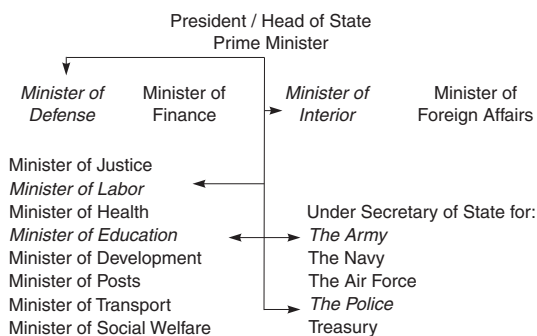 President / Head of State
Prime Minister
Minister of
Defense
Minister of
Finance
Minister of
Interior
Minister of
Foreign Affairs
Minister of Justice
Minister of Labor
Minister of Health
Minister of Education
Minister of Development
Minister of Posts
Minister of Transport
Minister of Social Welfare
Under Secretary of State for:
The Army
The Navy
The Air Force
The Police
Treasury